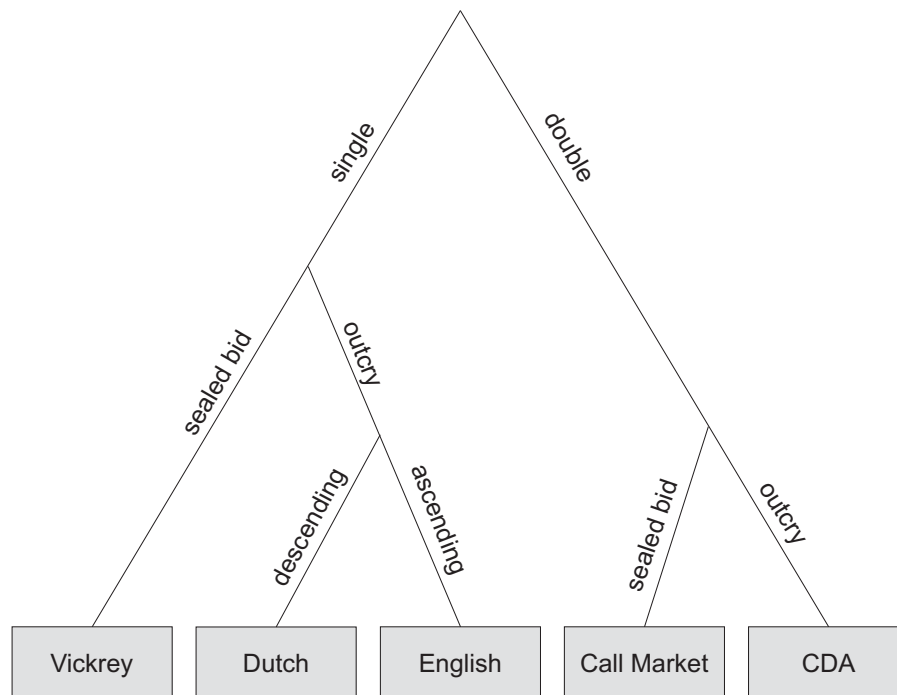 single
double
sealed bid
outcry
descending
ascending
sealed bid
outcry
Vickrey
Dutch
English
Call Market
CDA